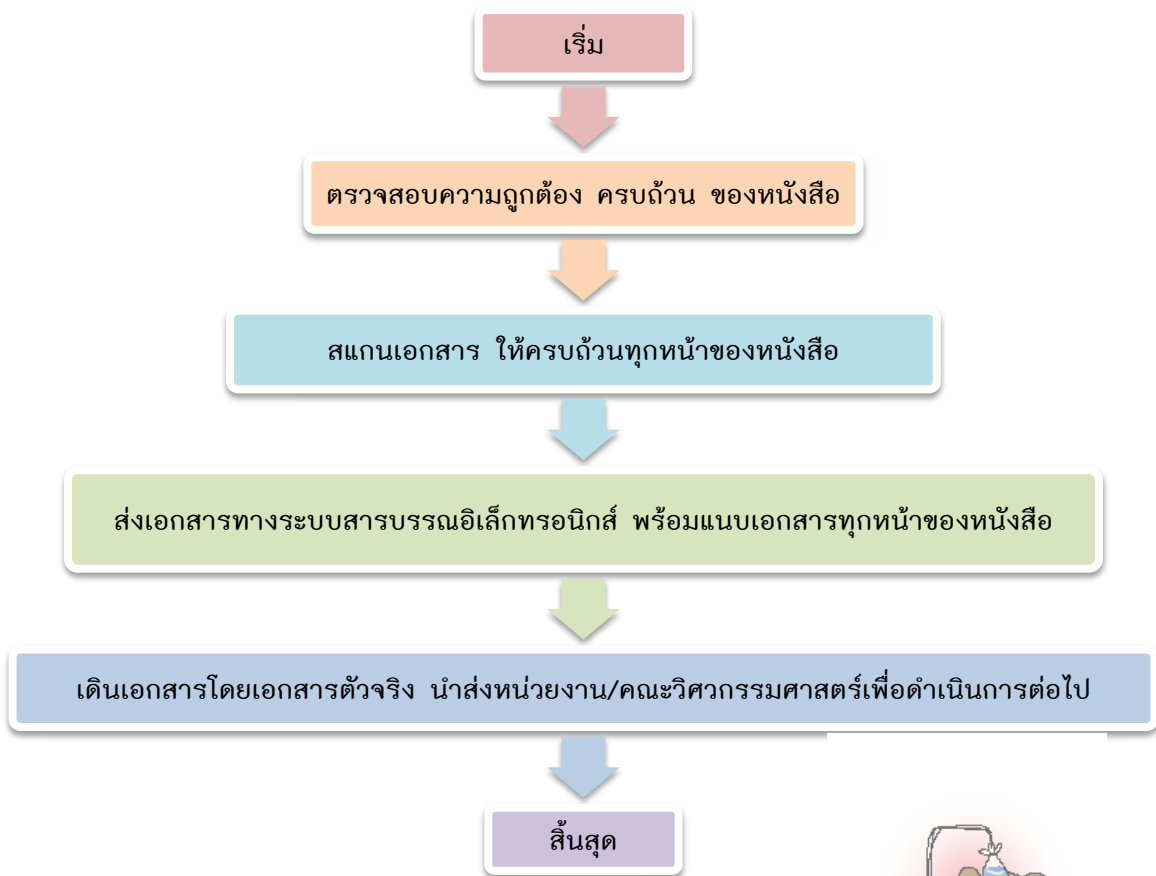 เริ่ม
ตรวจสอบความถูกต้อง ครบถ้วน ของหนังสือ
สแกนเอกสาร ให้ครบถ้วนทุกหน้าของหนังสือ
ส่งเอกสารทางระบบสารบรรณอิเล็กทรอนิกส์ พร้อมแนบเอกสารทุกหน้าของหนังสือ
เดินเอกสารโดยเอกสารตัวจริง นำส่งหน่วยงาน/คณะวิศวกรรมศาสตร์เพื่อดำเนินการต่อไป
สิ้นสุด